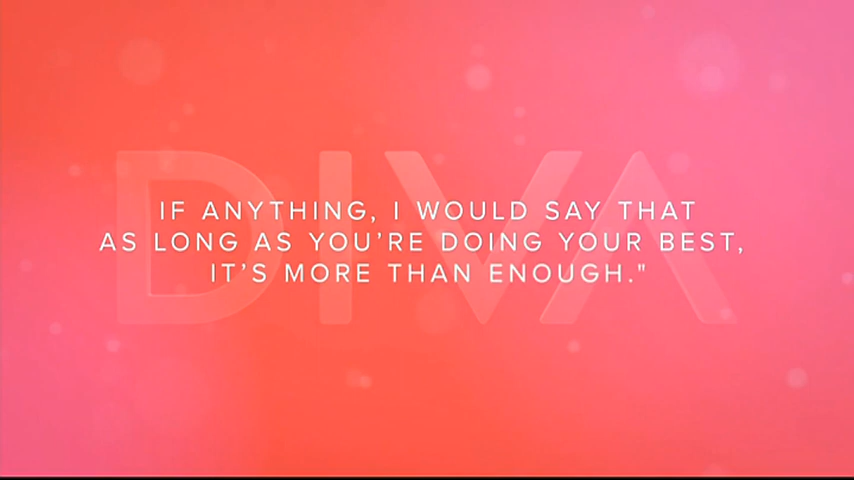 DIVA
IF ANYTHING, I WOULD SAY THAT
AS LONG AS YOU’RE DOING YOUR BEST,
IT’S MORE THAN ENOUGH."